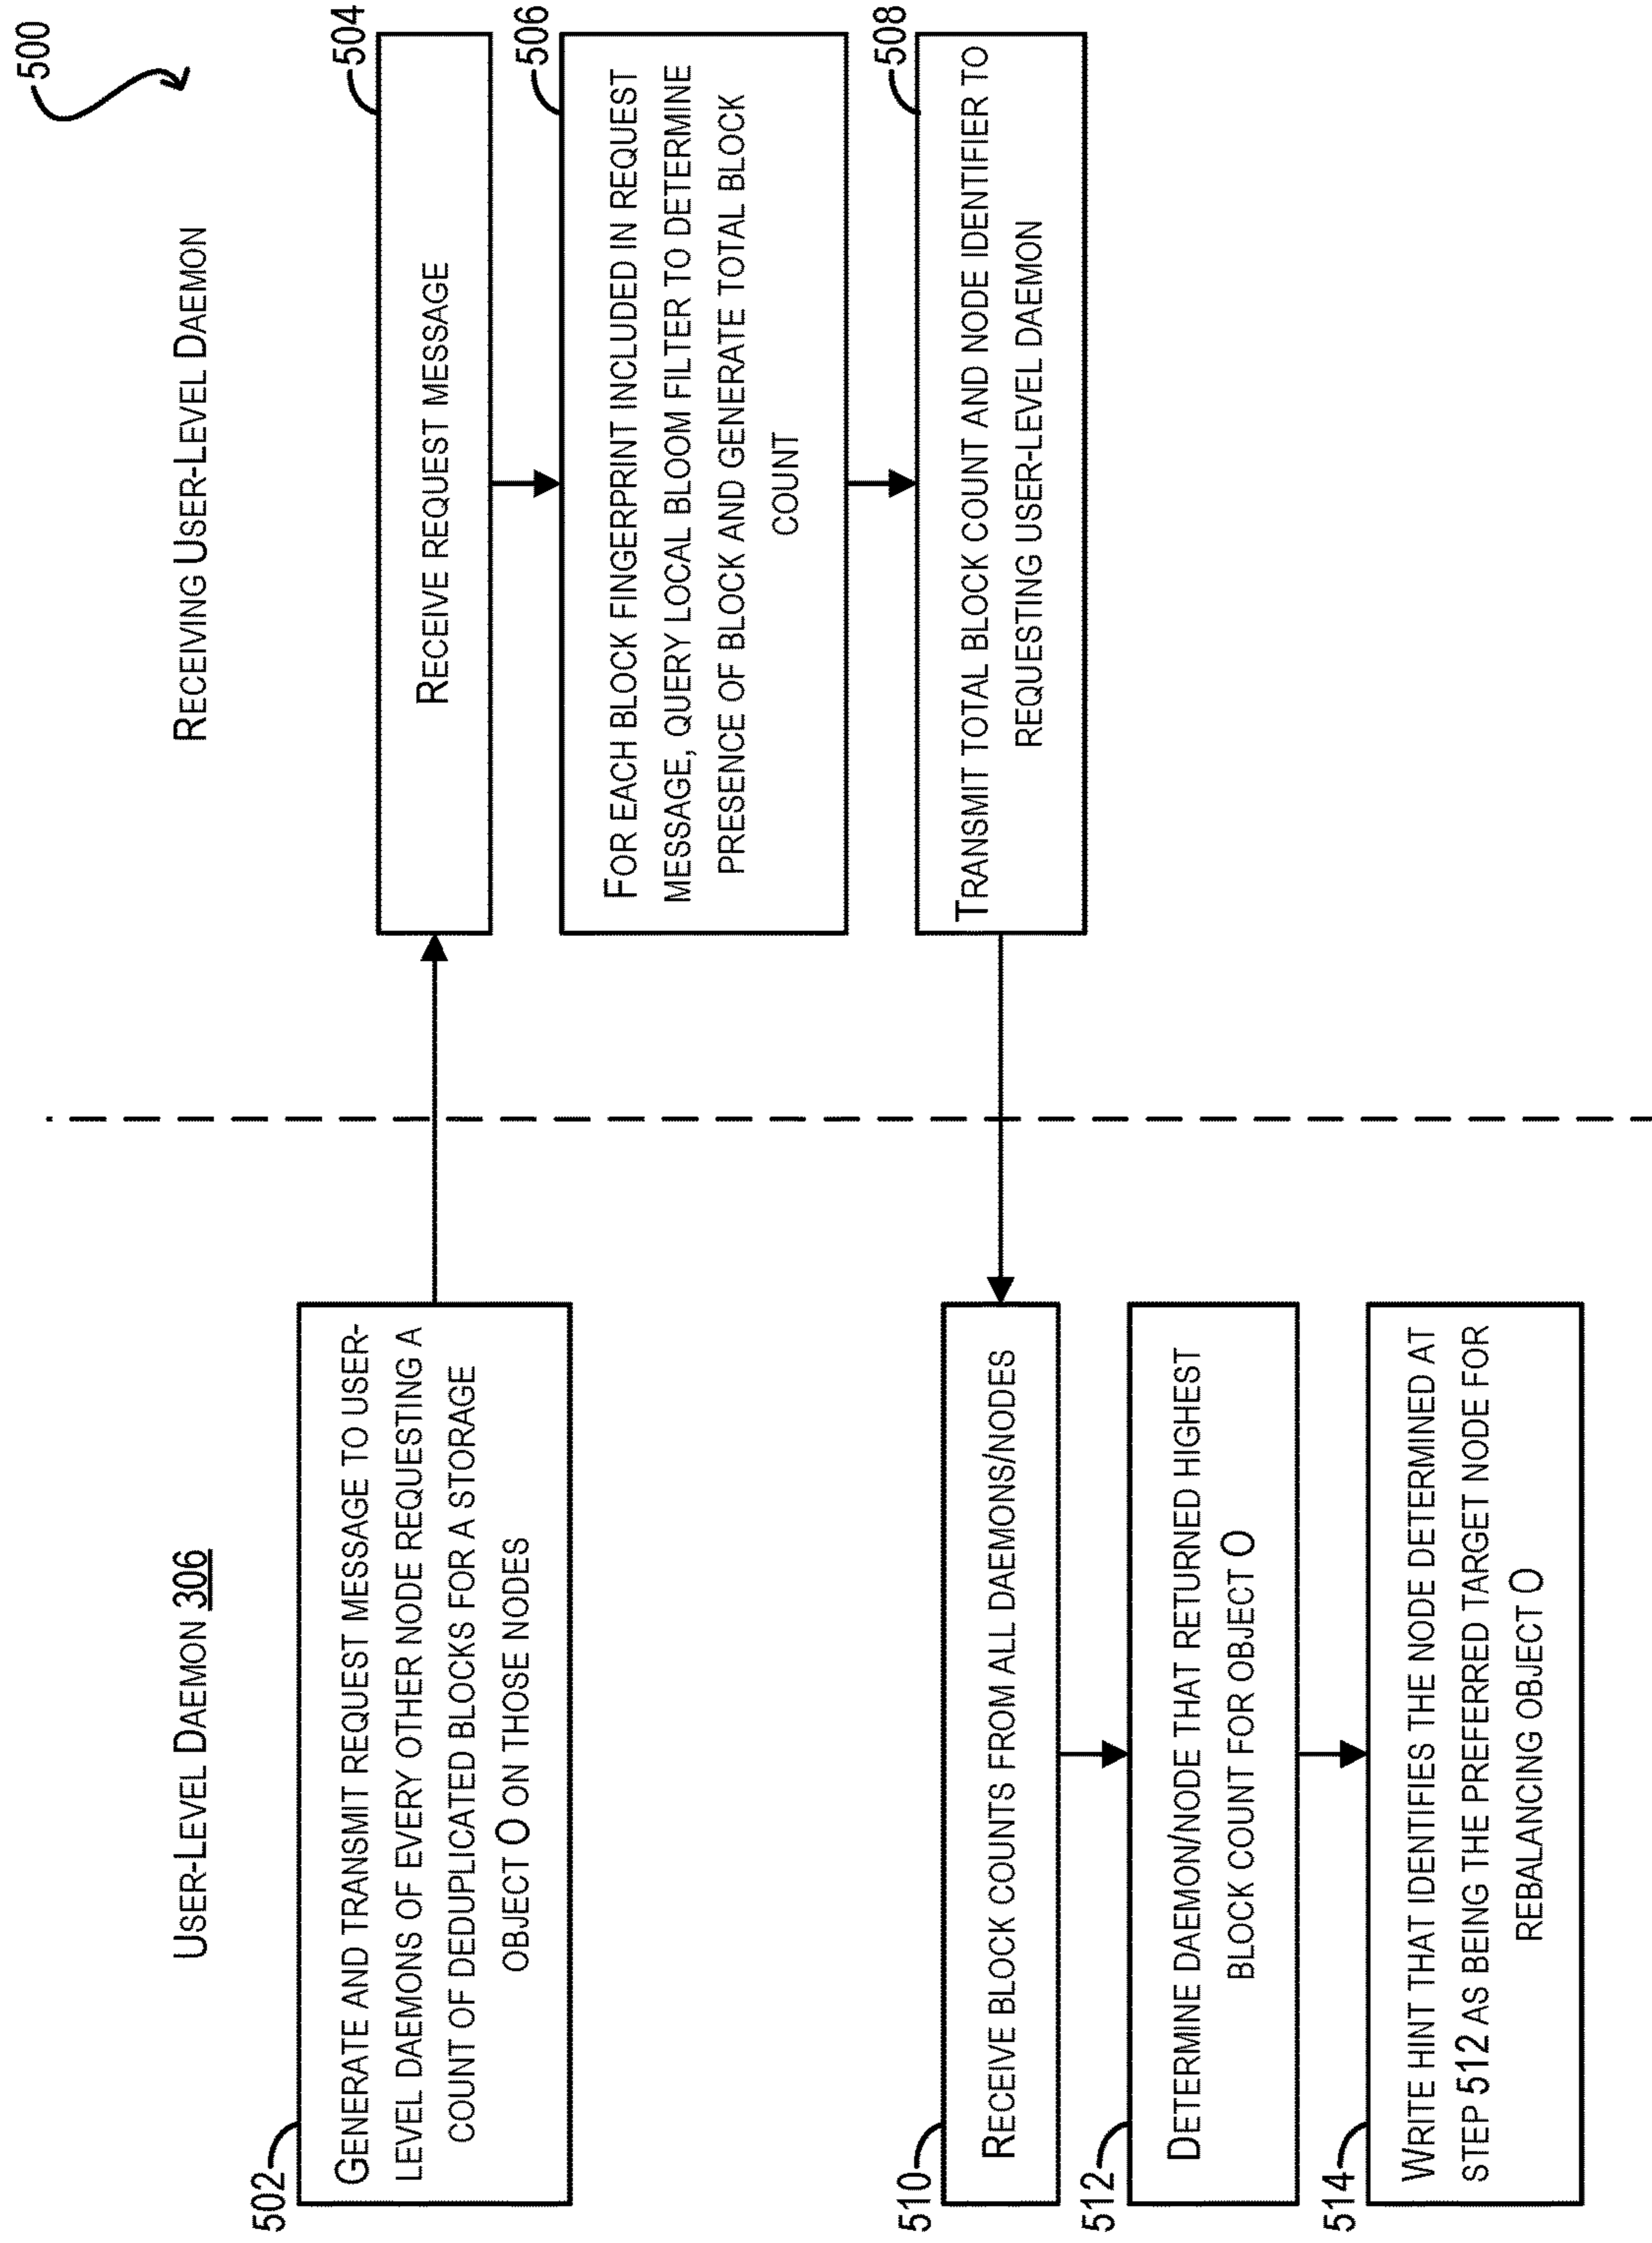 500
USER-LEVEL DAEMON 306
RECEIVING USER-LEVEL DAEMON
502
GENERATE AND TRANSMIT REQUEST MESSAGE TO USER-
LEVEL DAEMONS OF EVERY OTHER NODE REQUESTING A
COUNT OF DEDUPLICATED BLOCKS FOR A STORAGE
OBJECT O ON THOSE NODES
504
RECEIVE REQUEST MESSAGE
506
FOR EACH BLOCK FINGERPRINT INCLUDED IN REQUEST
MESSAGE, QUERY LOCAL BLOOM FILTER TO DETERMINE
PRESENCE OF BLOCK AND GENERATE TOTAL BLOCK
COUNT
508
TRANSMIT TOTAL BLOCK COUNT AND NODE IDENTIFIER TO
REQUESTING USER-LEVEL DAEMON
510
RECEIVE BLOCK COUNTS FROM ALL DAEMONS/NODES
512
DETERMINE DAEMON/NODE THAT RETURNED HIGHEST
BLOCK COUNT FOR OBJECT O
514
WRITE HINT THAT IDENTIFIES THE NODE DETERMINED AT
STEP 512 AS BEING THE PREFERRED TARGET NODE FOR
REBALANCING OBJECT O